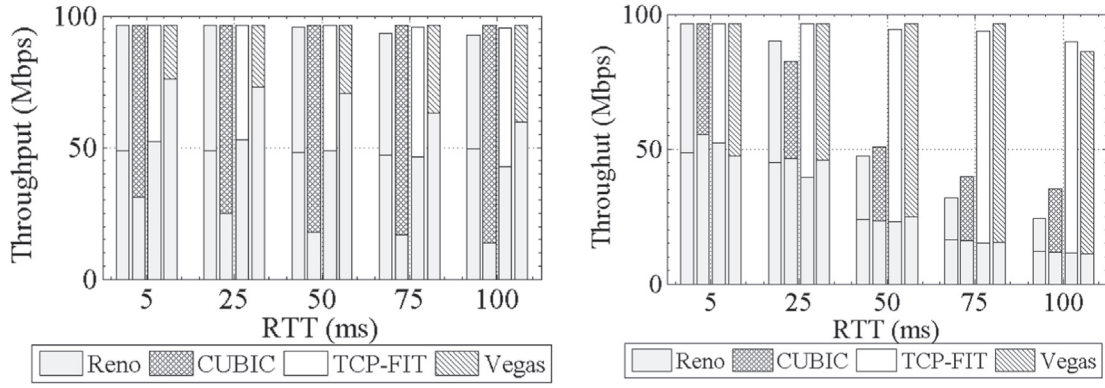 Throughput (Mbps)
100
50
0
5 25 50 75 100
RTT (ms)
Reno CUBIC TCP-FIT Vegas
Throughut (Mbps)
100
50
0
5 25 50 75 100
RTT (ms)
Reno CUBIC TCP-FIT Vegas